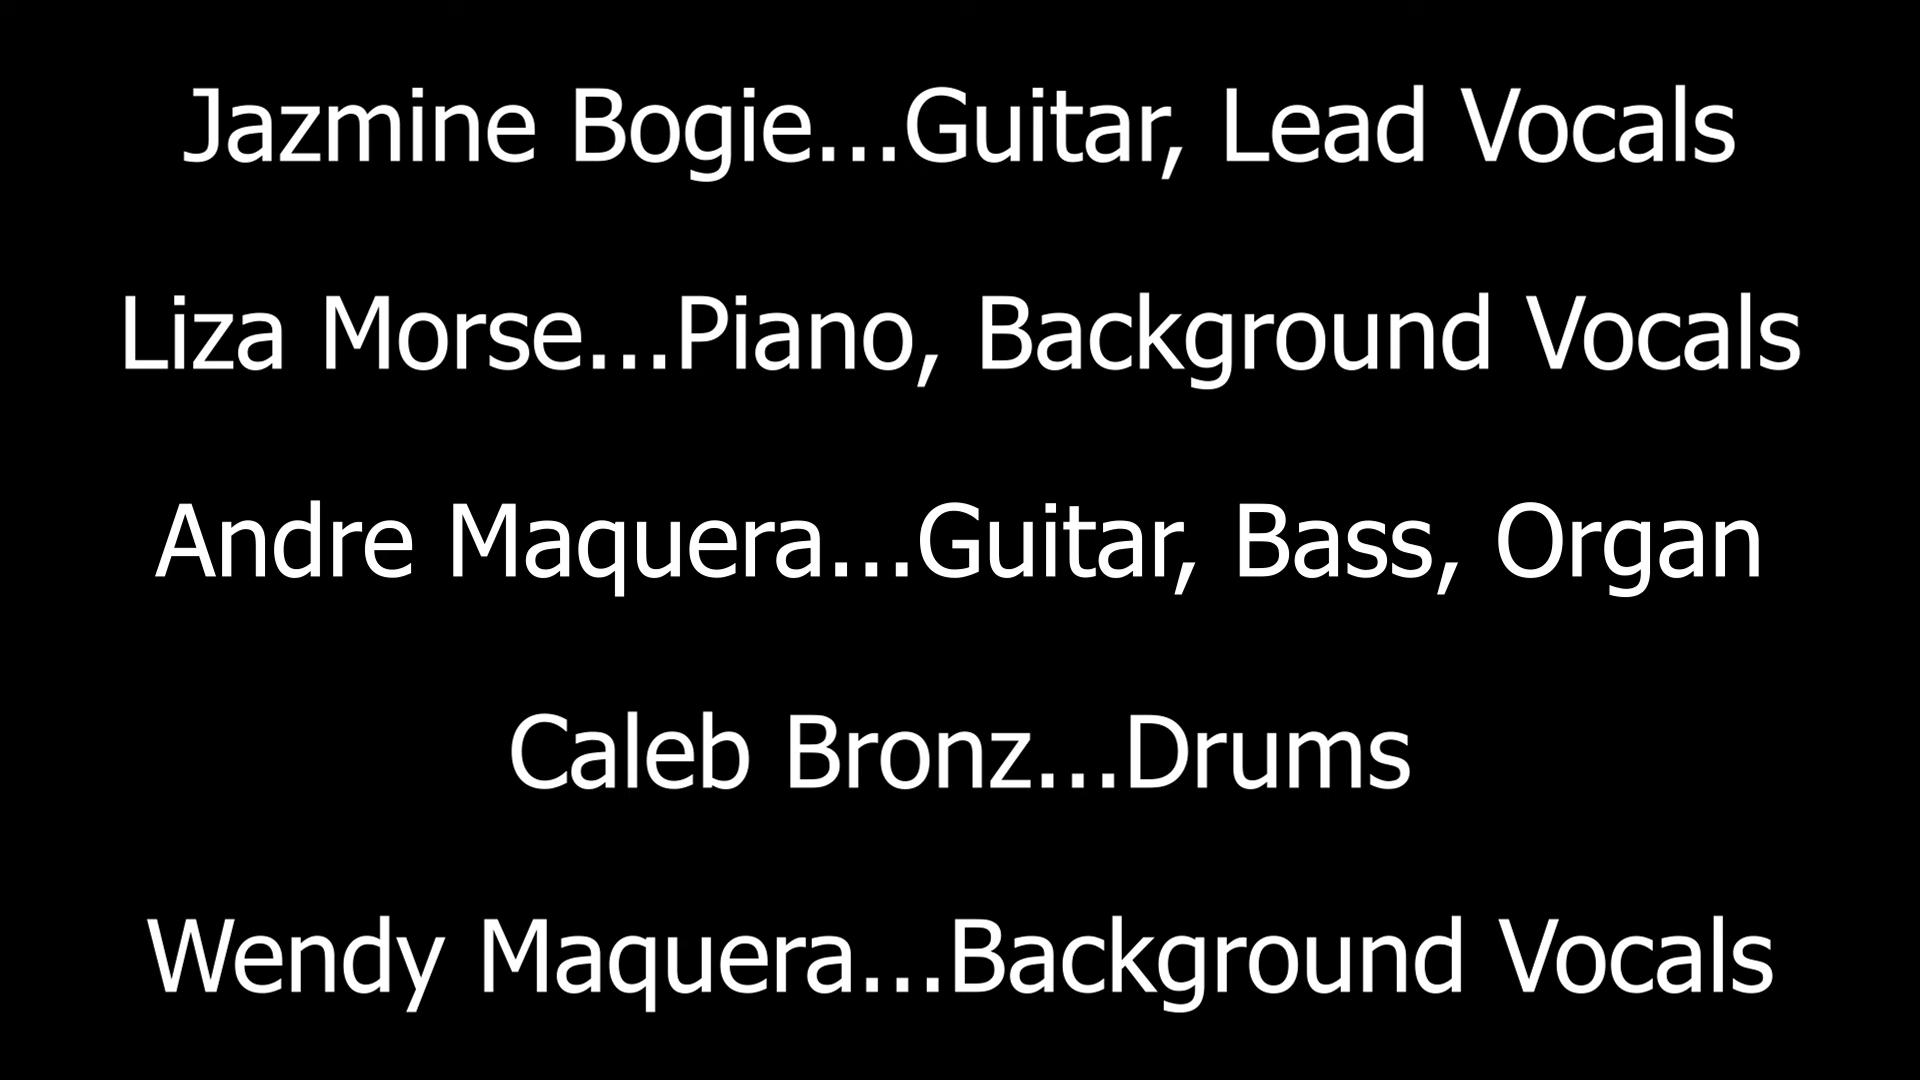 Jazmine Bogie...Guitar, Lead Vocals
Liza Morse...Piano, Background Vocals
Andre Maquera...Guitar, Bass, Organ
Caleb Bronz...Drums
Wendy Maquera...Background Vocals